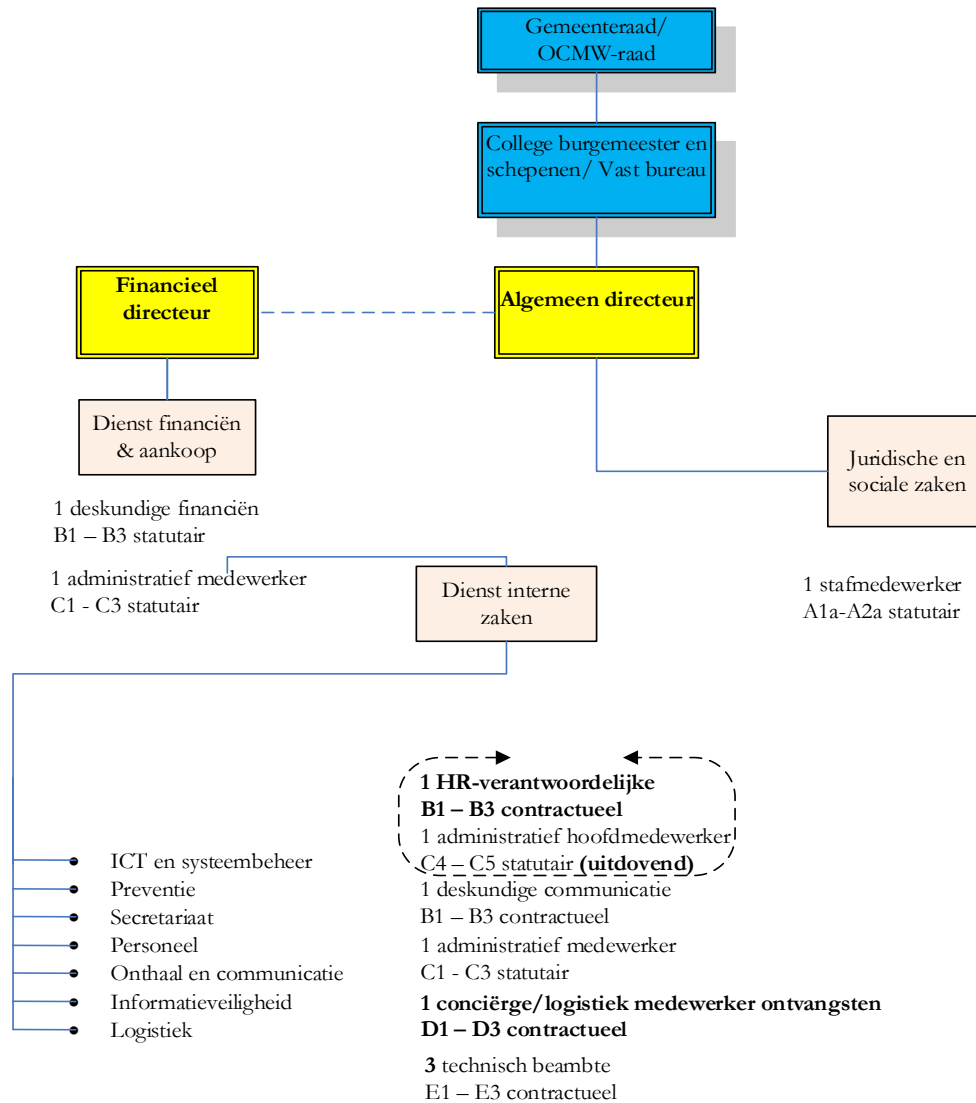 Gemeenteraad/
OCMW-raad
College burgemeester en
schepenen/ Vast bureau
Financieel
directeur
Algemeen directeur
Dienst financiën
& aankoop
Juridische en
sociale zaken
1 deskundige financiën
B1 – B3 statutair
1 administratief medewerker
C1 - C3 statutair
Dienst interne
zaken
1 stafmedewerker
A1a-A2a statutair
1 HR-verantwoordelijke
B1 – B3 contractueel
1 administratief hoofdmedewerker
C4 – C5 statutair (uitdovend)
1 deskundige communicatie
B1 – B3 contractueel
1 administratief medewerker
C1 - C3 statutair
1 conciërge/logistiek medewerker ontvangsten
D1 – D3 contractueel
3 technisch beambte
E1 – E3 contractueel
ICT en systeembeheer
Preventie
Secretariaat
Personeel
Onthaal en communicatie
Informatieveiligheid
Logistiek